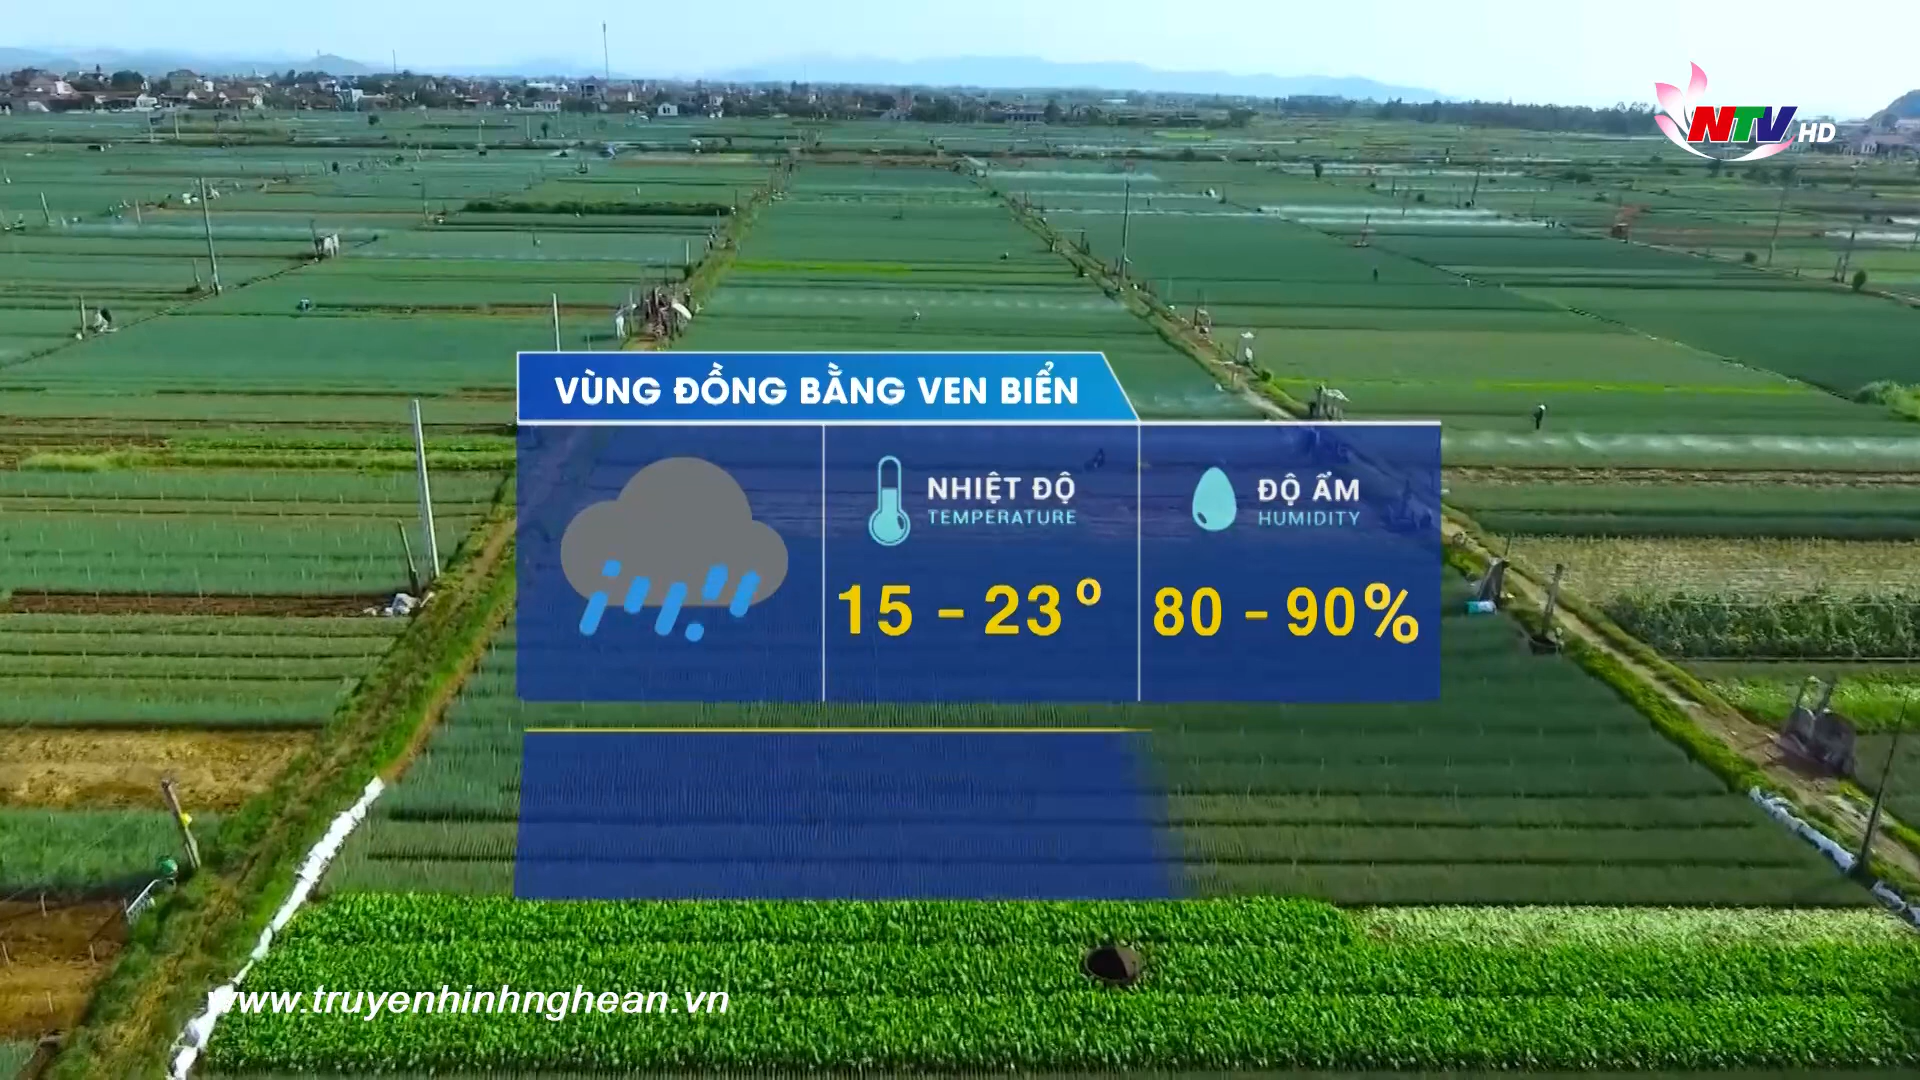 NTV HD
VÙNG ĐỒNG BẰNG VEN BIỂN
NHIỆT ĐỘ
TEMPERATURE
15 - 23°
ĐỘ ẨM
HUMIDITY
80 - 90%
www.truyenhinhnghean.vn